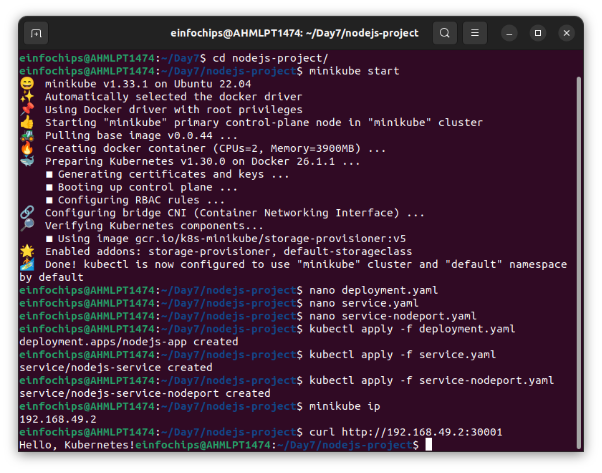 einfochips@AHMLPT1474: ~/Day7/nodejs-project
einfochips@AHMLPT1474:~/Day7$ cd nodejs-project/
einfochips@AHMLPT1474:~/Day7/nodejs-project$ minikube start
😄  minikube v1.33.1 on Ubuntu 22.04
✨  Automatically selected the docker driver
📌  Using Docker driver with root privileges
👍  Starting "minikube" primary control-plane node in "minikube" cluster
🚜  Pulling base image v0.0.44 ...
🔥  Creating docker container (CPUs=2, Memory=3900MB) ...
🐳  Preparing Kubernetes v1.30.0 on Docker 26.1.1 ...
    ▪ Generating certificates and keys ...
    ▪ Booting up control plane ...
    ▪ Configuring RBAC rules ...
🔗  Configuring bridge CNI (Container Networking Interface) ...
🔎  Verifying Kubernetes components...
    ▪ Using image gcr.io/k8s-minikube/storage-provisioner:v5
🌟  Enabled addons: storage-provisioner, default-storageclass
🏄  Done! kubectl is now configured to use "minikube" cluster and "default" namespace
by default
einfochips@AHMLPT1474:~/Day7/nodejs-project$ nano deployment.yaml
einfochips@AHMLPT1474:~/Day7/nodejs-project$ nano service.yaml
einfochips@AHMLPT1474:~/Day7/nodejs-project$ nano service-nodeport.yaml
einfochips@AHMLPT1474:~/Day7/nodejs-project$ kubectl apply -f deployment.yaml
deployment.apps/nodejs-app created
einfochips@AHMLPT1474:~/Day7/nodejs-project$ kubectl apply -f service.yaml
service/nodejs-service created
einfochips@AHMLPT1474:~/Day7/nodejs-project$ kubectl apply -f service-nodeport.yaml
service/nodejs-service-nodeport created
einfochips@AHMLPT1474:~/Day7/nodejs-project$ minikube ip
192.168.49.2
einfochips@AHMLPT1474:~/Day7/nodejs-project$ curl http://192.168.49.2:30001
Hello, Kubernetes!einfochips@AHMLPT1474:~/Day7/nodejs-project$